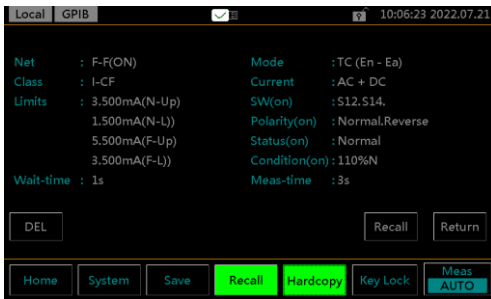 Local GPIB 10:06:23 2022.07.21
Net : F-F(ON) Mode :TC (En - Ea)
Class : I-CF Current :AC + DC
Limits : 3.500mA(N-Up) SW(on) :S12.S14.
1.500mA(N-L)) Polarity(on) :Normal.Reverse
5.500mA(F-Up) Status(on) :Normal
3.500mA(F-L)) Condition(on) :110%N
Wait-time : 1s Meas-time :3s
DEL Recall Return
Home System Save Recall Hardcopy Key Lock Meas
AUTO